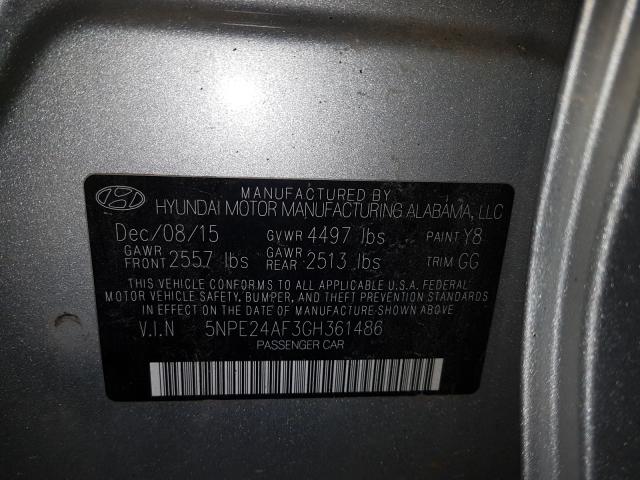 MANUFACTURED BY
HYUNDAI MOTOR MANUFACTURING ALABAMA, LLC
Dec/08/15 GVWR 4497 lbs PAINT Y8
GAWR FRONT 2557 lbs GAWR REAR 2513 lbs TRIM GG
THIS VEHICLE CONFORMS TO ALL APPLICABLE U.S.A. FEDERAL
MOTOR VEHICLE SAFETY, BUMPER, AND THEFT PREVENTION STANDARDS
IN EFFECT ON THE DATE OF MANUFACTURE SHOWN ABOVE.
V.I.N 5NPE24AF3GH361486
PASSENGER CAR